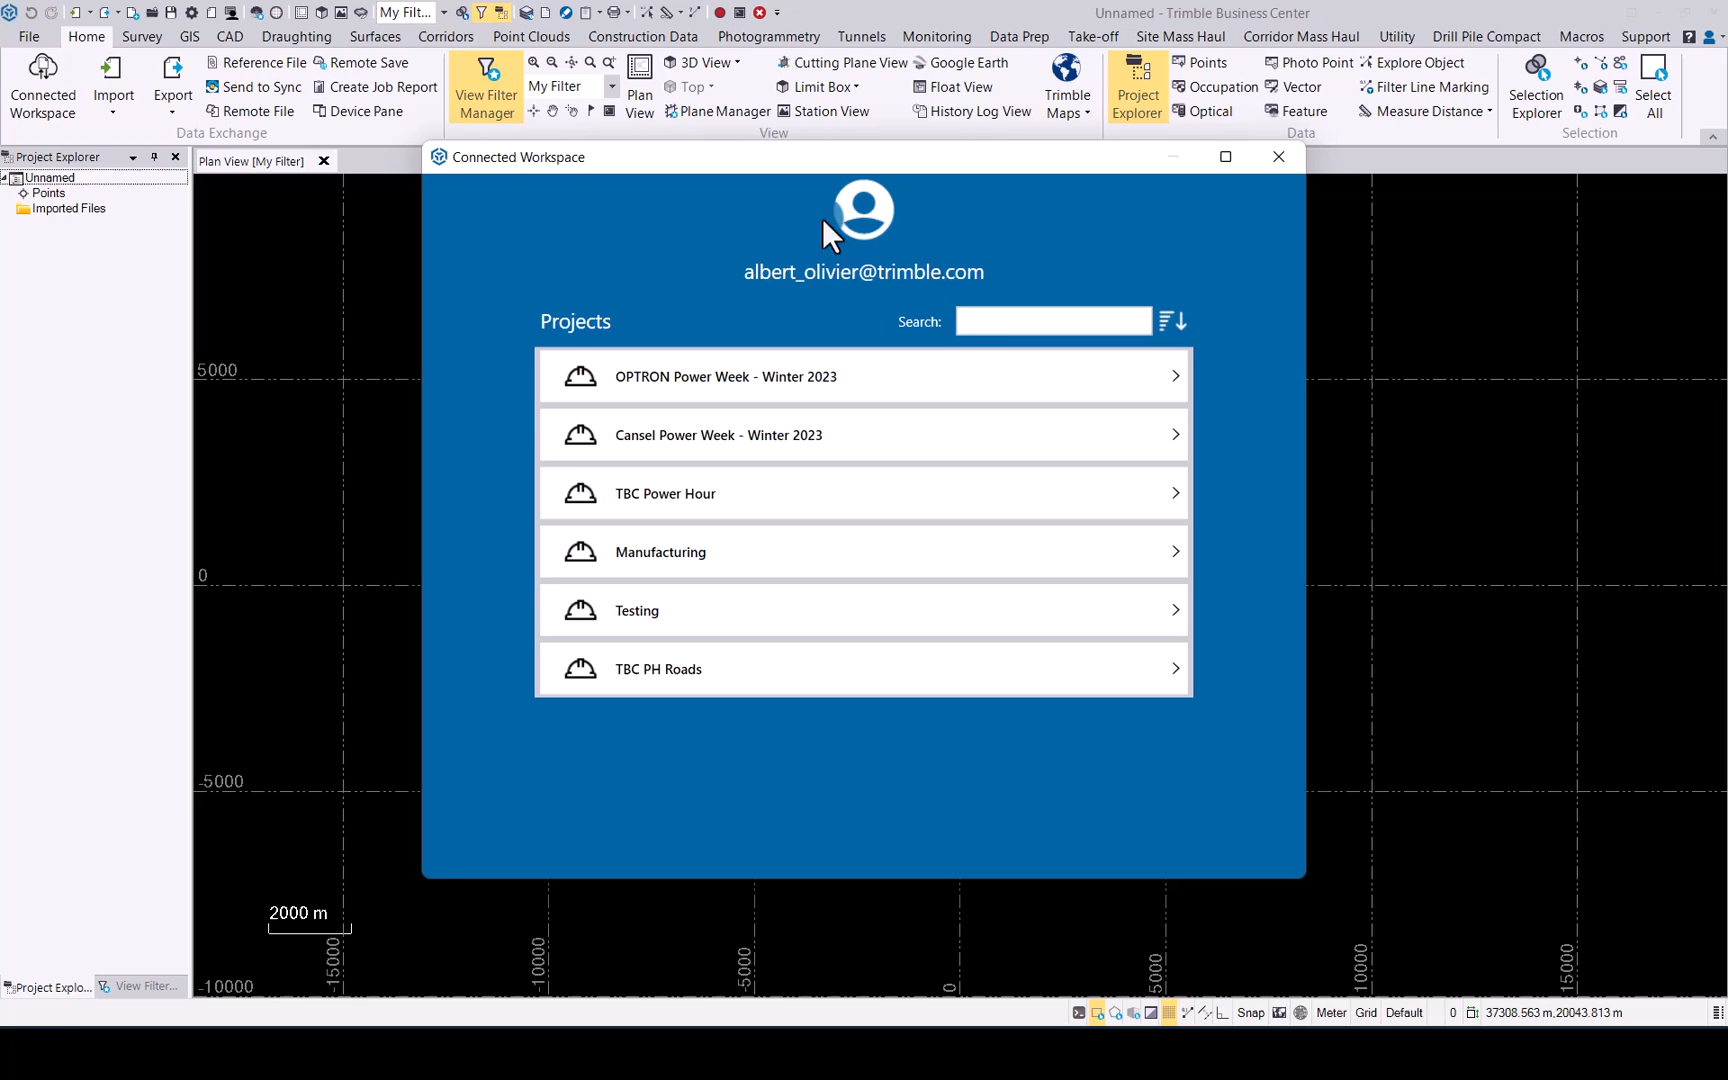 My Filt...
Unnamed - Trimble Business Center
File Home Survey GIS CAD Draughting Surfaces Corridors Point Clouds Construction Data Photogrammetry Tunnels Monitoring Data Prep Take-off Site Mass Haul Corridor Mass Haul Utility Drill Pile Compact Macros Support
Connected Workspace
Import
Export
Reference File
Remote Save
Send to Sync
Create Job Report
Remote File
Device Pane
Data Exchange
View Filter Manager
My Filter
Plan View
3D View
Top
Plane Manager
Cutting Plane View
Limit Box
Station View
Google Earth
Float View
History Log View
View
Trimble Maps
Project Explorer
Points
Occupation
Optical
Photo Point
Vector
Feature
Explore Object
Filter Line Marking
Measure Distance
Data
Selection Explorer
Select All
Selection
Project Explorer
Unnamed
Points
Imported Files
Plan View [My Filter]
Connected Workspace
albert_olivier@trimble.com
Projects
Search:
OPTRON Power Week - Winter 2023
Cansel Power Week - Winter 2023
TBC Power Hour
Manufacturing
Testing
TBC PH Roads
5000
0
-5000
-10000
2000 m
-15000
-10000
-5000
0
5000
10000
15000
Project Explo...
View Filter...
Snap
Meter
Grid
Default
0
37308.563 m,20043.813 m